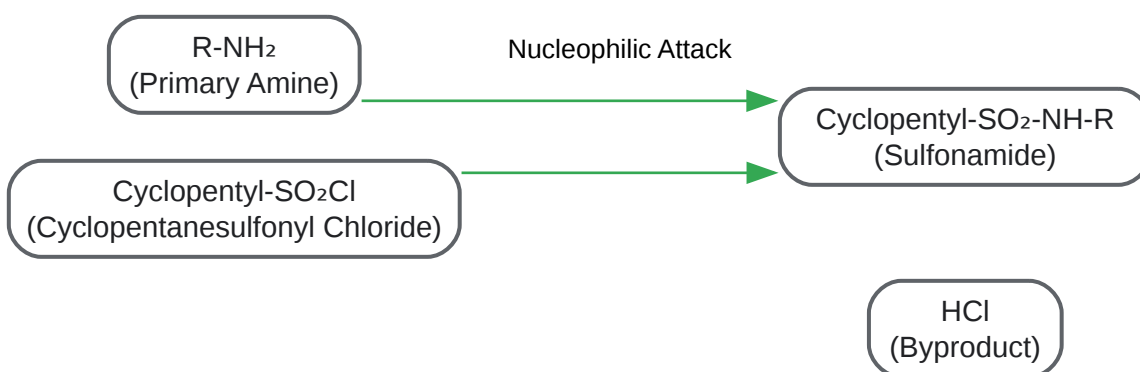 R-NH₂
(Primary Amine)
Nucleophilic Attack
Cyclopentyl-SO₂-NH-R
(Sulfonamide)
Cyclopentyl-SO₂Cl
(Cyclopentanesulfonyl Chloride)
HCl
(Byproduct)